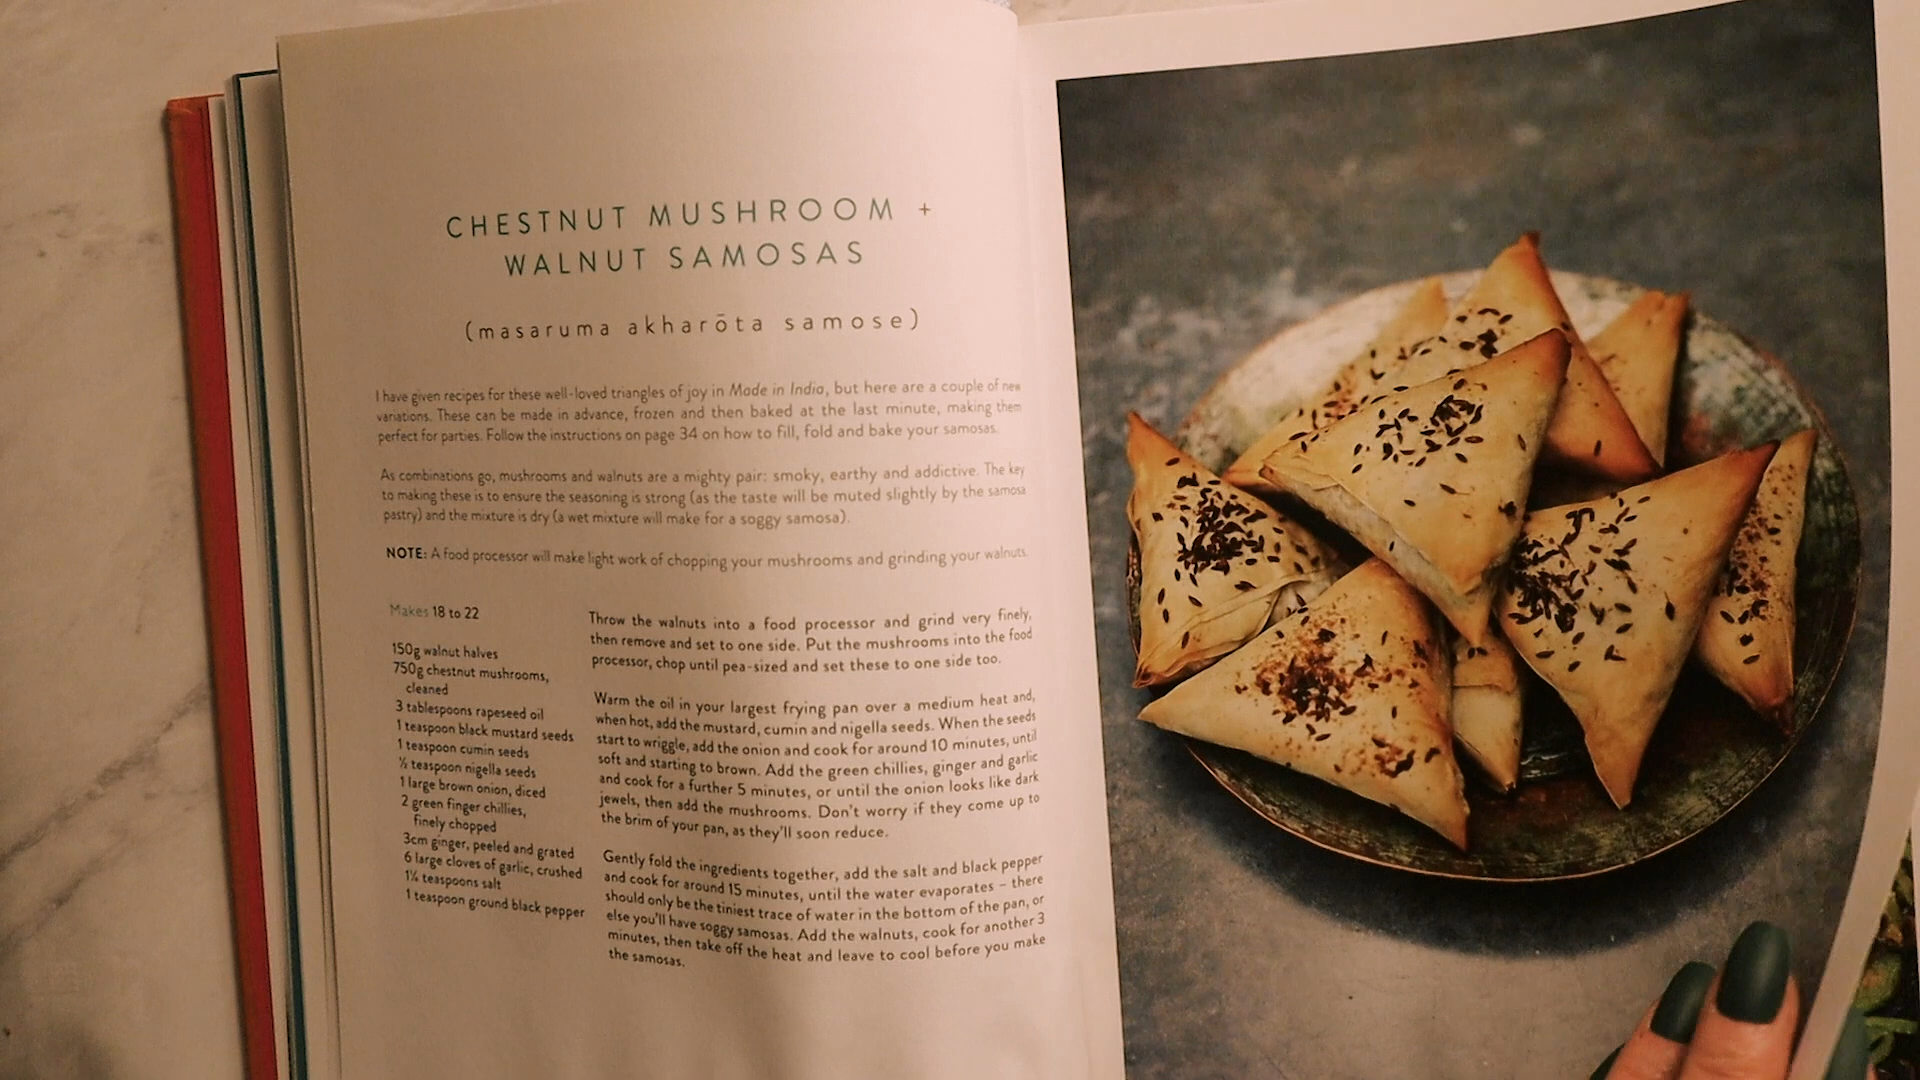 CHESTNUT MUSHROOM +
WALNUT SAMOSAS
(masaruma akharōta samose)
I have given recipes for these well-loved triangles of joy in Made in India, but here are a couple of new
variations. These can be made in advance, frozen and then baked at the last minute, making them
perfect for parties. Follow the instructions on page 34 on how to fill, fold and bake your samosas.
As combinations go, mushrooms and walnuts are a mighty pair: smoky, earthy and addictive. The key
to making these is to ensure the seasoning is strong (as the taste will be muted slightly by the samosa
pastry) and the mixture is dry (a wet mixture will make for a soggy samosa).
NOTE: A food processor will make light work of chopping your mushrooms and grinding your walnuts.
Makes 18 to 22
150g walnut halves
750g chestnut mushrooms,
cleaned
3 tablespoons rapeseed oil
1 teaspoon black mustard seeds
1 teaspoon cumin seeds
½ teaspoon nigella seeds
1 large brown onion, diced
2 green finger chillies,
finely chopped
3cm ginger, peeled and grated
6 large cloves of garlic, crushed
teaspoons salt
1 teaspoon ground black pepper
Throw the walnuts into a food processor and grind very finely,
then remove and set to one side. Put the mushrooms into the food
processor, chop until pea-sized and set these to one side too.
Warm the oil in your largest frying pan over a medium heat and,
when hot, add the mustard, cumin and nigella seeds. When the seeds
start to wriggle, add the onion and cook for around 10 minutes, until
soft and starting to brown. Add the green chillies, ginger and garlic
and cook for a further 5 minutes, or until the onion looks like dark
jewels, then add the mushrooms. Don't worry if they come up to
the brim of your pan, as they'll soon reduce.
Gently fold the ingredients together, add the salt and black pepper
and cook for around 15 minutes, until the water evaporates – there
should only be the tiniest trace of water in the bottom of the pan, or
else you'll have soggy samosas. Add the walnuts, cook for another 3
minutes, then take off the heat and leave to cool before you make
the samosas.